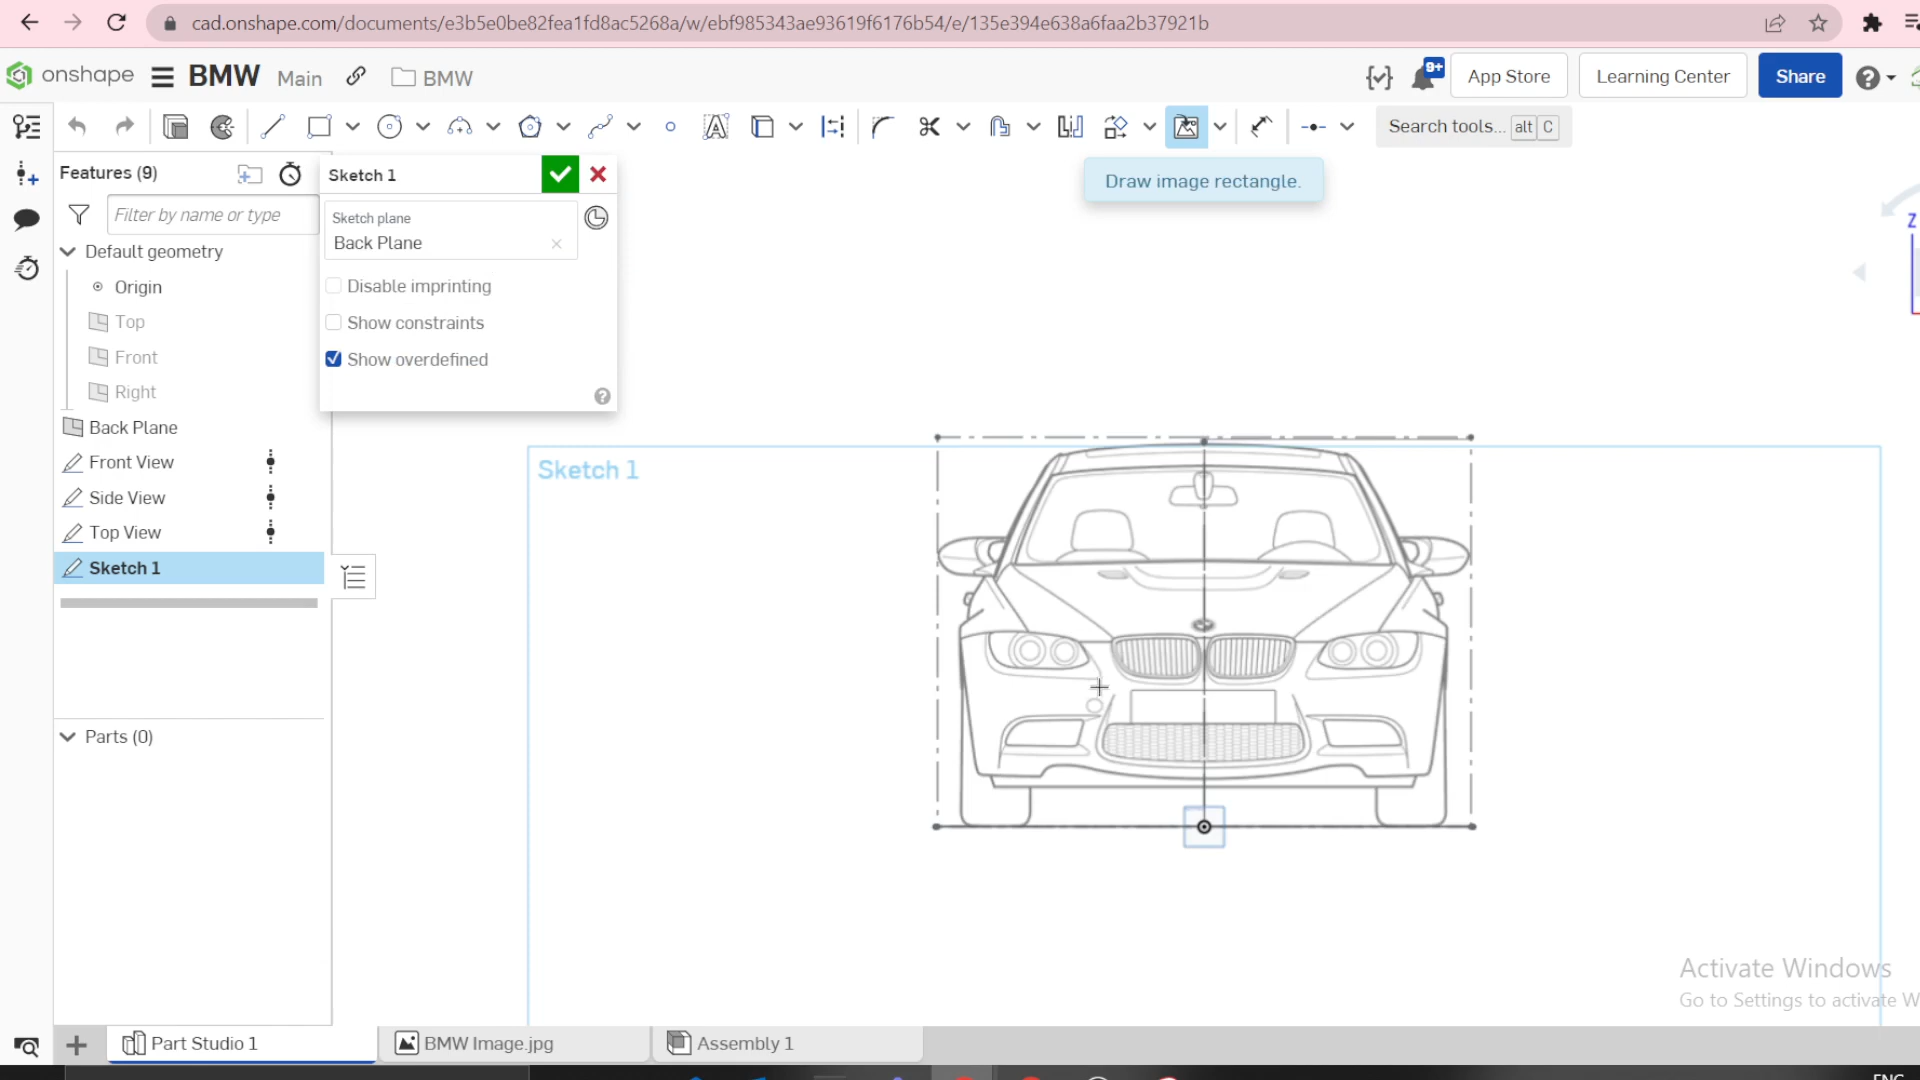 cad.onshape.com/documents/e3b5e0be82fea1fd8ac5268a/w/ebf985343ae93619f6176b54/e/135e394e638a6faa2b37921b
onshape BMW Main BMW 9+ App Store Learning Center Share
Search tools... alt C
Features (9)
Filter by name or type
Default geometry
Origin
Top
Front
Right
Back Plane
Front View
Side View
Top View
Sketch 1
Parts (0)
Sketch 1
Sketch plane
Back Plane
Disable imprinting
Show constraints
Show overdefined
Draw image rectangle.
Z
Sketch 1
Activate Windows
Go to Settings to activate W
Part Studio 1 BMW Image.jpg Assembly 1
ENG